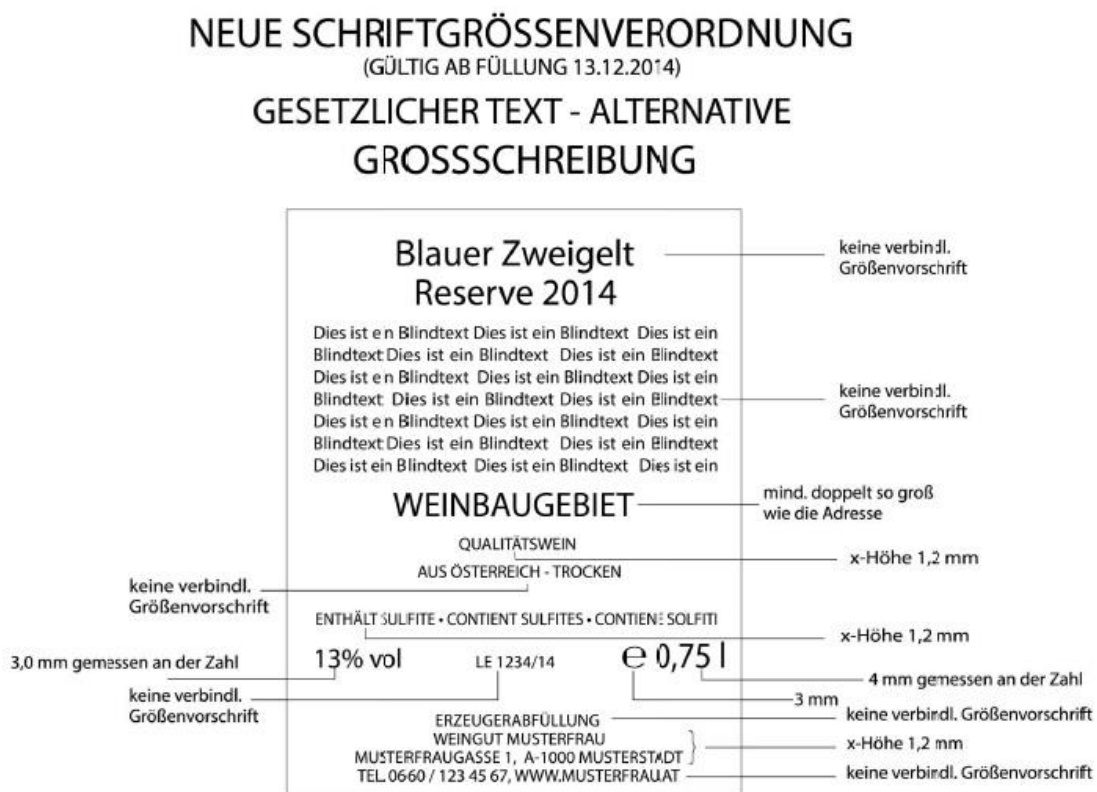 NEUE SCHRIFTGRÖSSENVERORDNUNG
(GÜLTIG AB FÜLLUNG 13.12.2014)
GESETZLICHER TEXT - ALTERNATIVE
GROSSSCHREIBUNG
Blauer Zweigelt
Reserve 2014
keine verbindl.
Größenvorschrift
Dies ist ein Blindtext Dies ist ein Blindtext Dies ist ein
Blindtext Dies ist ein Blindtext Dies ist ein Blindtext
Dies ist ein Blindtext Dies ist ein Blindtext Dies ist ein
Blindtext Dies ist ein Blindtext Dies ist ein Blindtext
Dies ist ein Blindtext Dies ist ein Blindtext Dies ist ein
Blindtext Dies ist ein Blindtext Dies ist ein Blindtext
Dies ist ein Blindtext Dies ist ein Blindtext Dies ist ein
keine verbindl.
Größenvorschrift
WEINBAUGEBIET
mind. doppelt so groß
wie die Adresse
QUALITÄTSWEIN
x-Höhe 1,2 mm
AUS ÖSTERREICH - TROCKEN
keine verbindl.
Größenvorschrift
ENTHÄLT SULFITE • CONTIENT SULFITES • CONTIENE SOLFITI
x-Höhe 1,2 mm
13% vol
LE 1234/14
℮ 0,75 l
3,0 mm gemessen an der Zahl
keine verbindl.
Größenvorschrift
3 mm
4 mm gemessen an der Zahl
ERZEUGERABFÜLLUNG
keine verbindl. Größenvorschrift
WEINGUT MUSTERFRAU
MUSTERFRAUGASSE 1, A-1000 MUSTERSTADT
x-Höhe 1,2 mm
TEL. 0660 / 123 45 67, WWW.MUSTERFRAU.AT
keine verbindl. Größenvorschrift